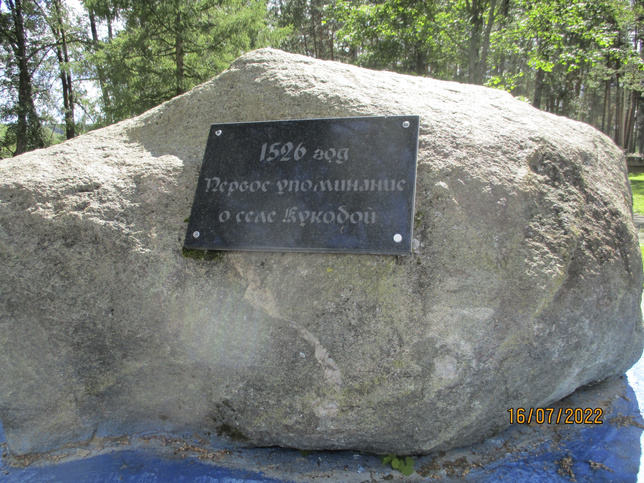 1526 год
Первое упоминание
о селе Кукобой
16/07/2022